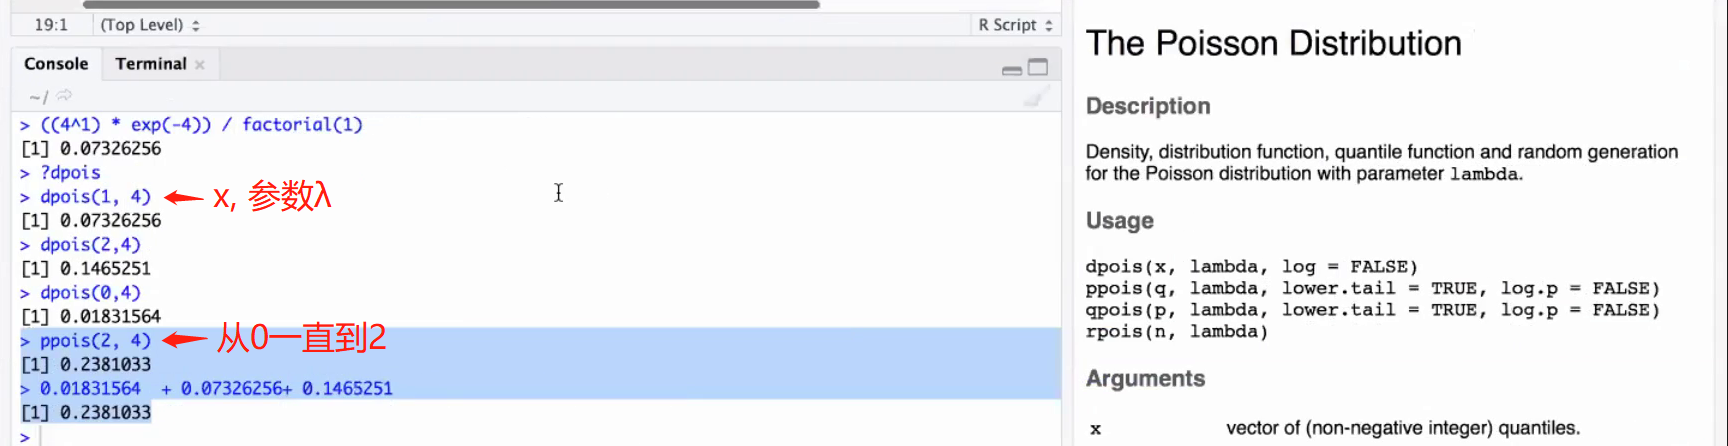 19:1 (Top Level) R Script
Console Terminal
~/
> ((4^1) * exp(-4)) / factorial(1)
[1] 0.07326256
> ?dpois
> dpois(1, 4) ← x, 参数λ
[1] 0.07326256
> dpois(2,4)
[1] 0.1465251
> dpois(0,4)
[1] 0.01831564
> ppois(2, 4) ← 从0一直到2
[1] 0.2381033
> 0.01831564  + 0.07326256+ 0.1465251
[1] 0.2381033
>
The Poisson Distribution
Description
Density, distribution function, quantile function and random generation
for the Poisson distribution with parameter lambda.
Usage
dpois(x, lambda, log = FALSE)
ppois(q, lambda, lower.tail = TRUE, log.p = FALSE)
qpois(p, lambda, lower.tail = TRUE, log.p = FALSE)
rpois(n, lambda)
Arguments
x vector of (non-negative integer) quantiles.